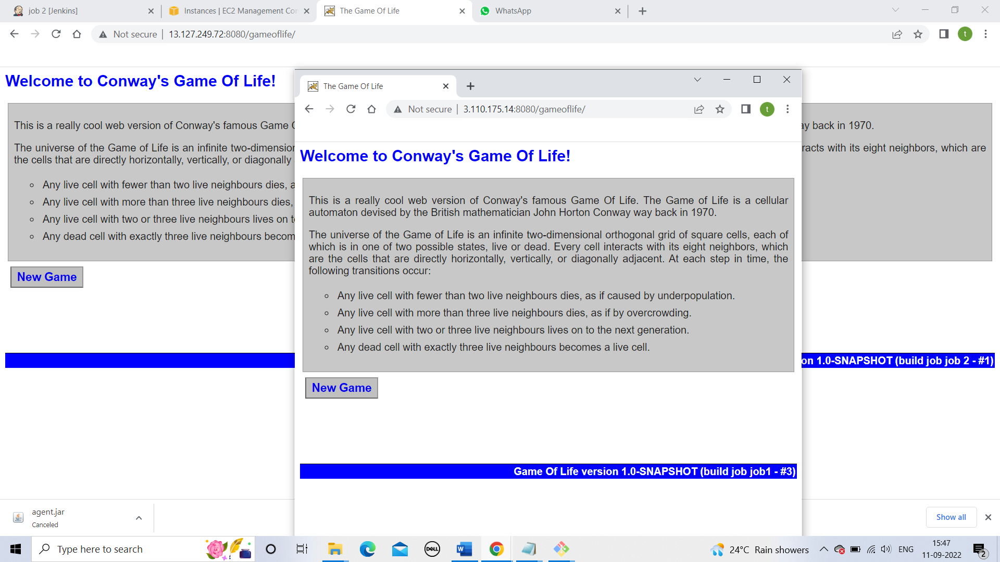 job 2 [Jenkins]
Instances | EC2 Management Con
The Game Of Life
WhatsApp
Not secure | 13.127.249.72:8080/gameoflife/
t
Welcome to Conway's Game Of Life!
This is a really cool web version of Conway's famous Game
The universe of the Game of Life is an infinite two-dimension
the cells that are directly horizontally, vertically, or diagonally
Any live cell with fewer than two live neighbours dies, a
Any live cell with more than three live neighbours dies,
Any live cell with two or three live neighbours lives on t
Any dead cell with exactly three live neighbours becom
New Game
ay back in 1970.
racts with its eight neighbors, which are
on 1.0-SNAPSHOT (build job job 2 - #1)
The Game Of Life
Not secure | 3.110.175.14:8080/gameoflife/
t
Welcome to Conway's Game Of Life!
This is a really cool web version of Conway's famous Game Of Life. The Game of Life is a cellular
automaton devised by the British mathematician John Horton Conway way back in 1970.
The universe of the Game of Life is an infinite two-dimensional orthogonal grid of square cells, each of
which is in one of two possible states, live or dead. Every cell interacts with its eight neighbors, which
are the cells that are directly horizontally, vertically, or diagonally adjacent. At each step in time, the
following transitions occur:
Any live cell with fewer than two live neighbours dies, as if caused by underpopulation.
Any live cell with more than three live neighbours dies, as if by overcrowding.
Any live cell with two or three live neighbours lives on to the next generation.
Any dead cell with exactly three live neighbours becomes a live cell.
New Game
Game Of Life version 1.0-SNAPSHOT (build job job1 - #3)
agent.jar
Canceled
Show all
Type here to search
DELL
W
24°C Rain showers
ENG
15:47
11-09-2022
2